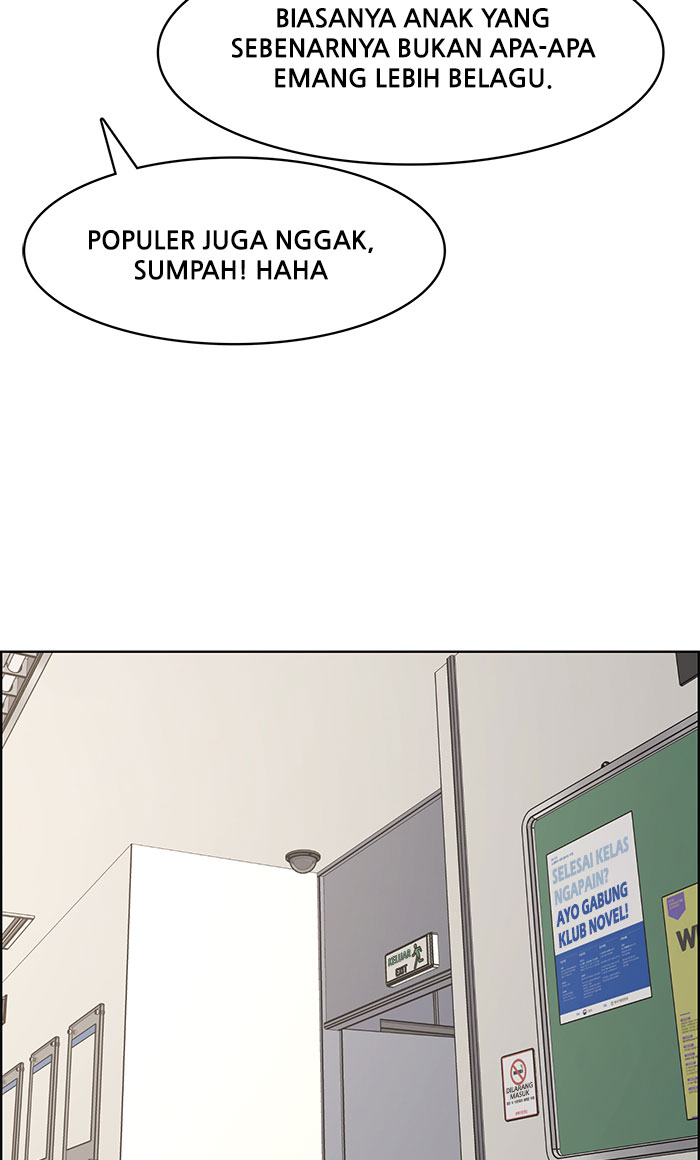 BIASANYA ANAK YANG
SEBENARNYA BUKAN APA-APA
EMANG LEBIH BELAGU.
POPULER JUGA NGGAK,
SUMPAH! HAHA
SELESAI KELAS
NGAPAIN?
AYO GABUNG
KLUB NOVEL!
KELUAR
EXIT
DILARANG
MASUK